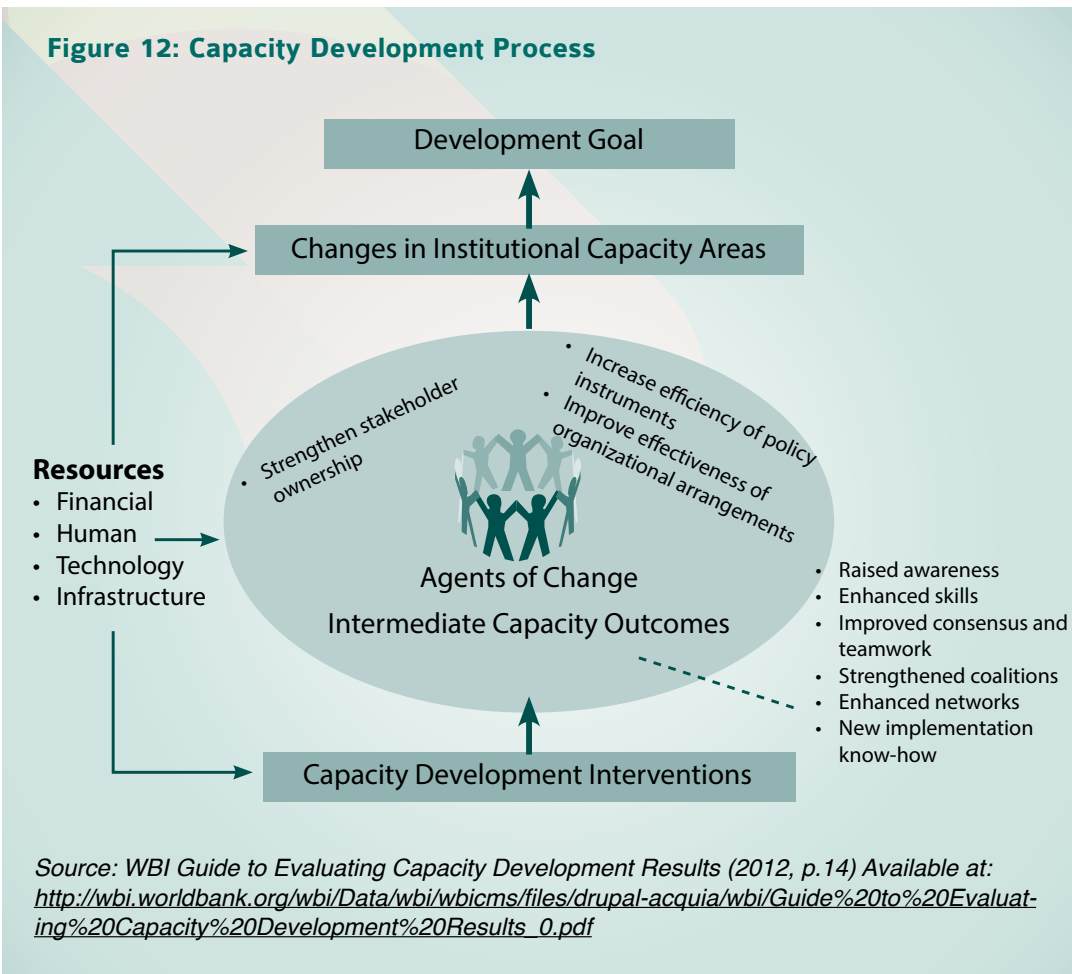 Figure 12: Capacity Development Process
Development Goal
Changes in Institutional Capacity Areas
• Strengthen stakeholder
ownership
• Increase efficiency of policy
instruments
• Improve effectiveness of
organizational arrangements
Resources
• Financial
• Human
• Technology
• Infrastructure
Agents of Change
Intermediate Capacity Outcomes
• Raised awareness
• Enhanced skills
• Improved consensus and
teamwork
• Strengthened coalitions
• Enhanced networks
• New implementation
know-how
Capacity Development Interventions
Source: WBI Guide to Evaluating Capacity Development Results (2012, p.14) Available at:
http://wbi.worldbank.org/wbi/Data/wbi/wbicms/files/drupal-acquia/wbi/Guide%20to%20Evaluat-
ing%20Capacity%20Development%20Results_0.pdf